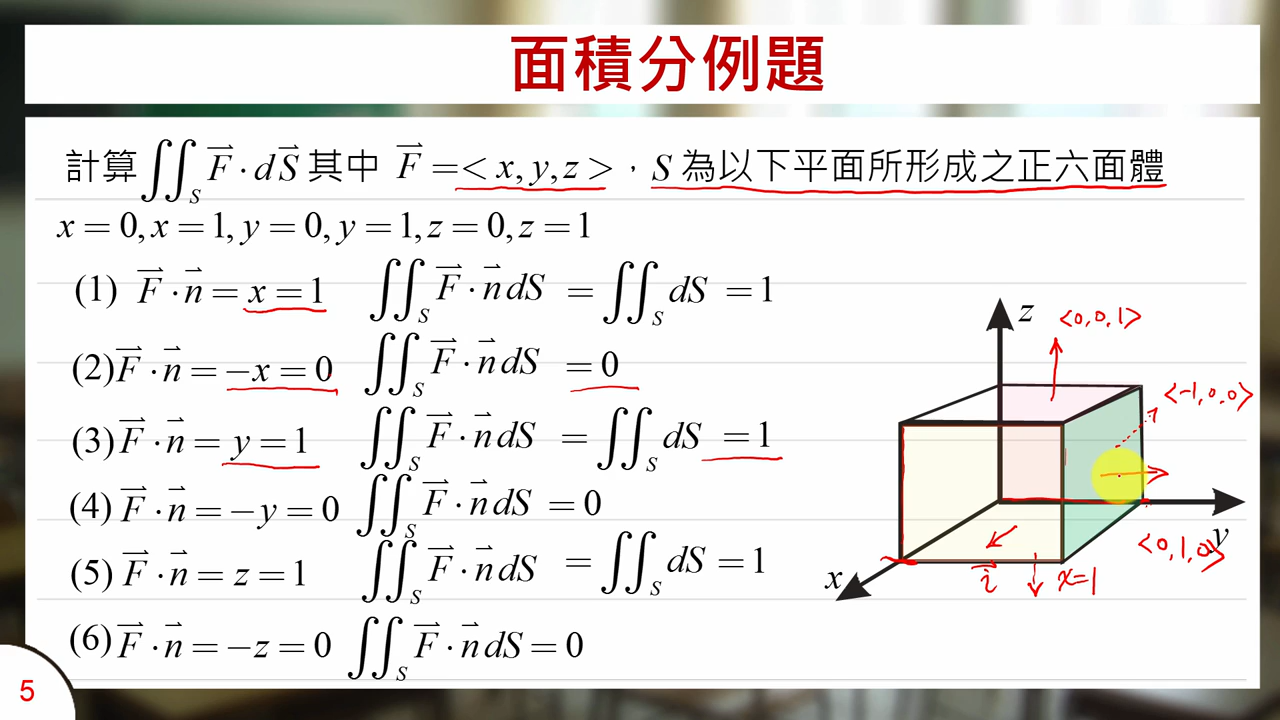 面積分例題
計算 ∬_S F⃗ · dS⃗ 其中 F⃗ = < x, y, z > , S 為以下平面所形成之正六面體
x = 0, x = 1, y = 0, y = 1, z = 0, z = 1
(1) F⃗ · n⃗ = x = 1 ∬_S F⃗ · n⃗ dS = ∬_S dS = 1
(2) F⃗ · n⃗ = −x = 0 ∬_S F⃗ · n⃗ dS = 0
(3) F⃗ · n⃗ = y = 1 ∬_S F⃗ · n⃗ dS = ∬_S dS = 1
(4) F⃗ · n⃗ = −y = 0 ∬_S F⃗ · n⃗ dS = 0
(5) F⃗ · n⃗ = z = 1 ∬_S F⃗ · n⃗ dS = ∬_S dS = 1
(6) F⃗ · n⃗ = −z = 0 ∬_S F⃗ · n⃗ dS = 0
z
<0,0,1>
<-1,0,0>
y
<0,1,0>
x
i⃗
x=1
5